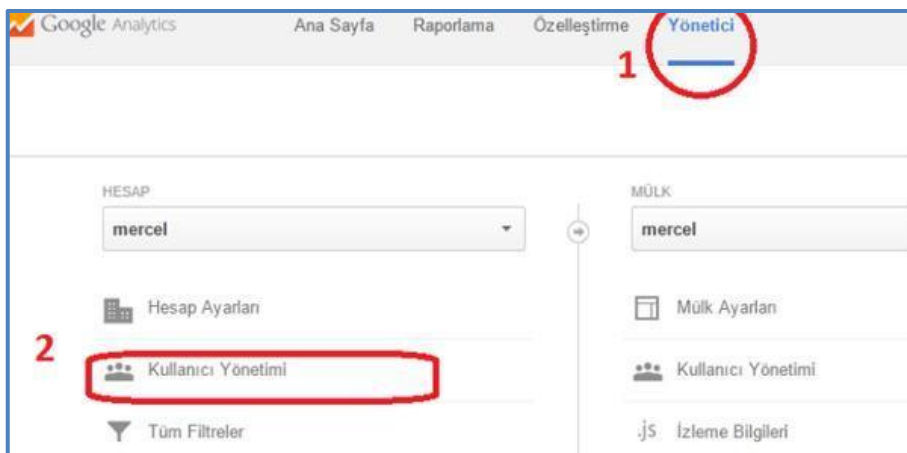 Google Analytics Ana Sayfa Raporlama Özelleştirme Yönetici
1
HESAP
mercel
Hesap Ayarları
2
Kullanıcı Yönetimi
Tüm Filtreler
MÜLK
mercel
Mülk Ayarları
Kullanıcı Yönetimi
.js İzleme Bilgileri